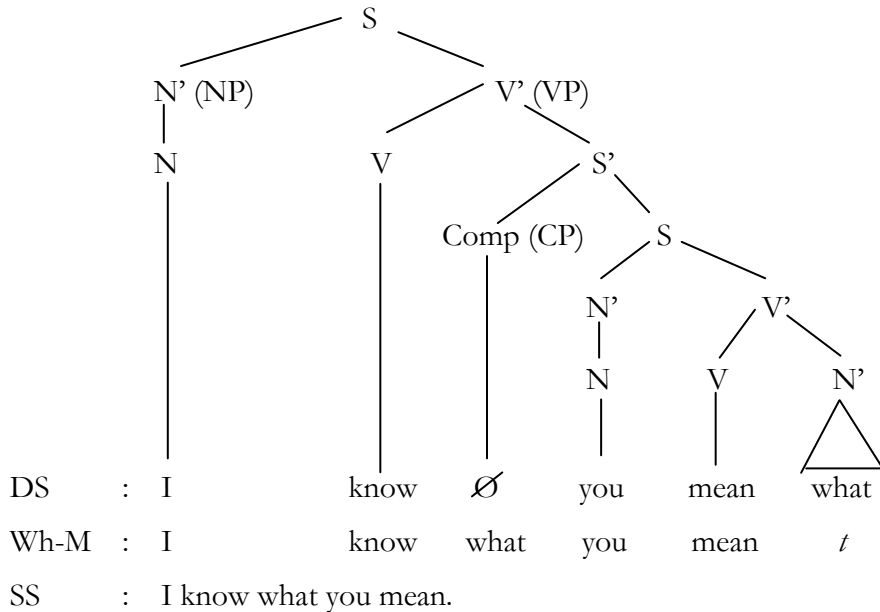 S
N' (NP) V' (VP)
N V S'
Comp (CP) S
N' V'
N V N'
DS : I know Ø you mean what
Wh-M : I know what you mean t
SS : I know what you mean.